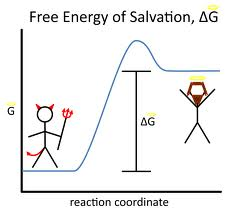 Free Energy of Salvation, ΔG
G
ΔG
reaction coordinate